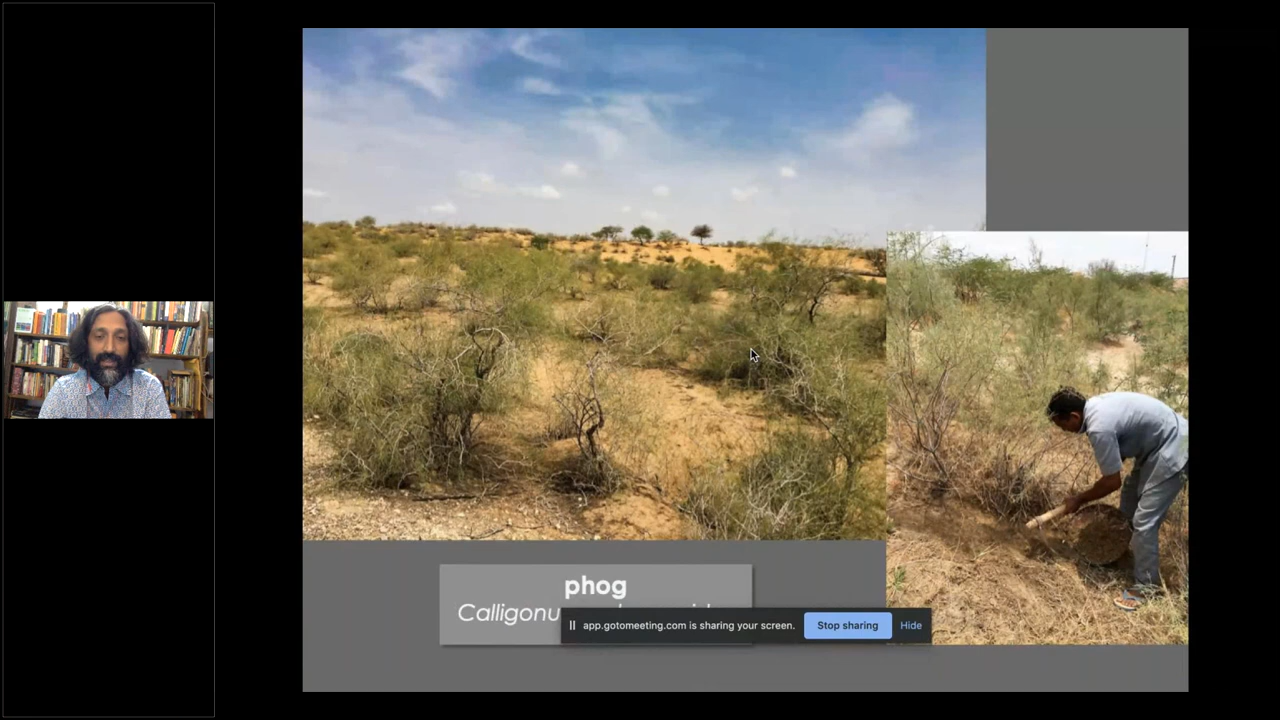 phog
Calligonu
app.gotomeeting.com is sharing your screen.
Stop sharing
Hide